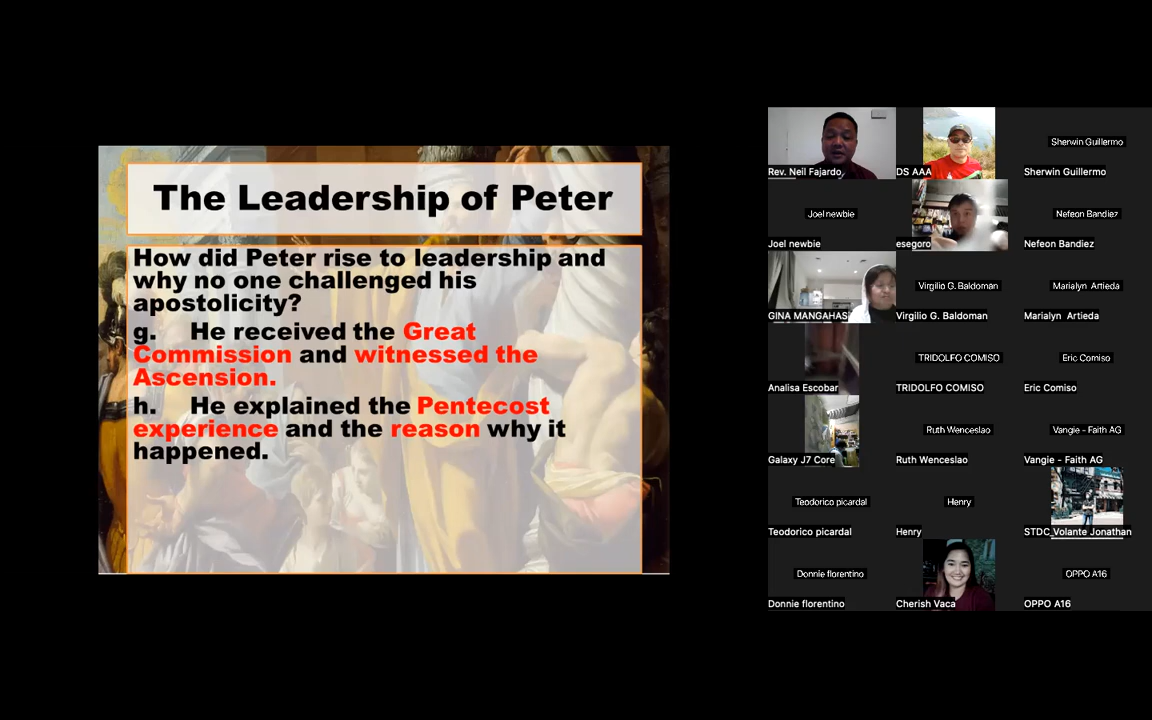 The Leadership of Peter
How did Peter rise to leadership and
why no one challenged his
apostolicity?
g. He received the Great
Commission and witnessed the
Ascension.
h. He explained the Pentecost
experience and the reason why it
happened.
Rev. Neil Fajardo
DS AAA
Sherwin Guillermo
Sherwin Guillermo
Joel newbie
Joel newbie
esegoro
Nefeon Bandiez
Nefeon Bandiez
GINA MANGAHAS
Virgilio G. Baldoman
Virgilio G. Baldoman
Marialyn Artieda
Marialyn Artieda
Analisa Escobar
TRIDOLFO COMISO
TRIDOLFO COMISO
Eric Comiso
Eric Comiso
Galaxy J7 Core
Ruth Wenceslao
Ruth Wenceslao
Vangie - Faith AG
Vangie - Faith AG
Teodorico picardal
Teodorico picardal
Henry
Henry
STDC_Volante Jonathan
Donnie florentino
Donnie florentino
Cherish Vaca
OPPO A16
OPPO A16